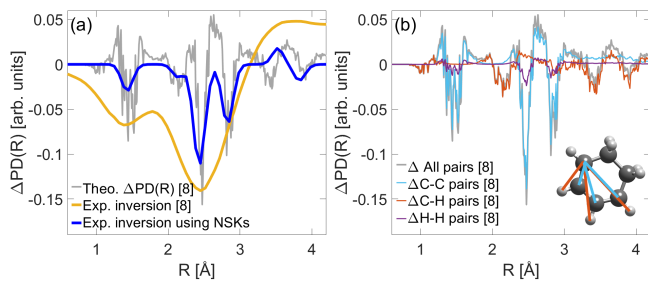 (a)
ΔPD(R) [arb. units]
0.05
0
-0.05
-0.1
-0.15
Theo. ΔPD(R) [8]
Exp. inversion [8]
Exp. inversion using NSKs
1 2 3 4
R [Å]
(b)
ΔPD(R) [arb. units]
0.05
0
-0.05
-0.1
-0.15
Δ All pairs [8]
ΔC-C pairs [8]
ΔC-H pairs [8]
ΔH-H pairs [8]
1 2 3 4
R [Å]